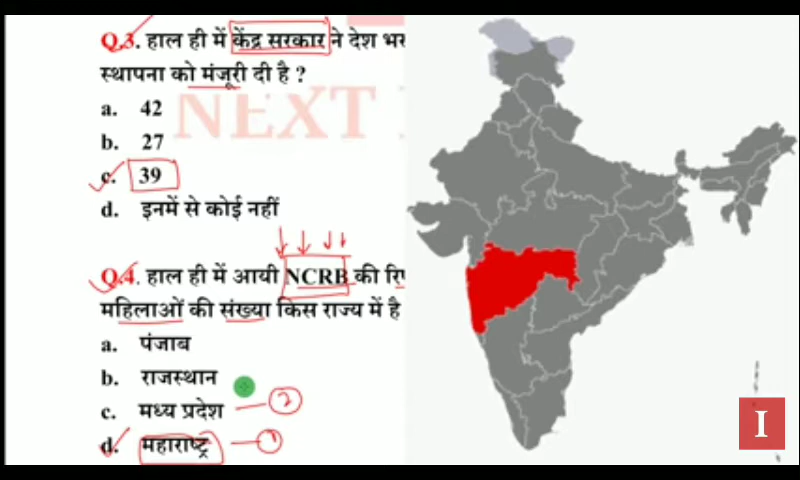 Q.3. हाल ही में केंद्र सरकार ने देश भर
स्थापना को मंजूरी दी है ?
a. 42
b. 27
c. 39
d. इनमें से कोई नहीं
NEXT
Q.4. हाल ही में आयी NCRB की रि
महिलाओं की संख्या किस राज्य में है
a. पंजाब
b. राजस्थान
c. मध्य प्रदेश 2
d. महाराष्ट्र 1
I